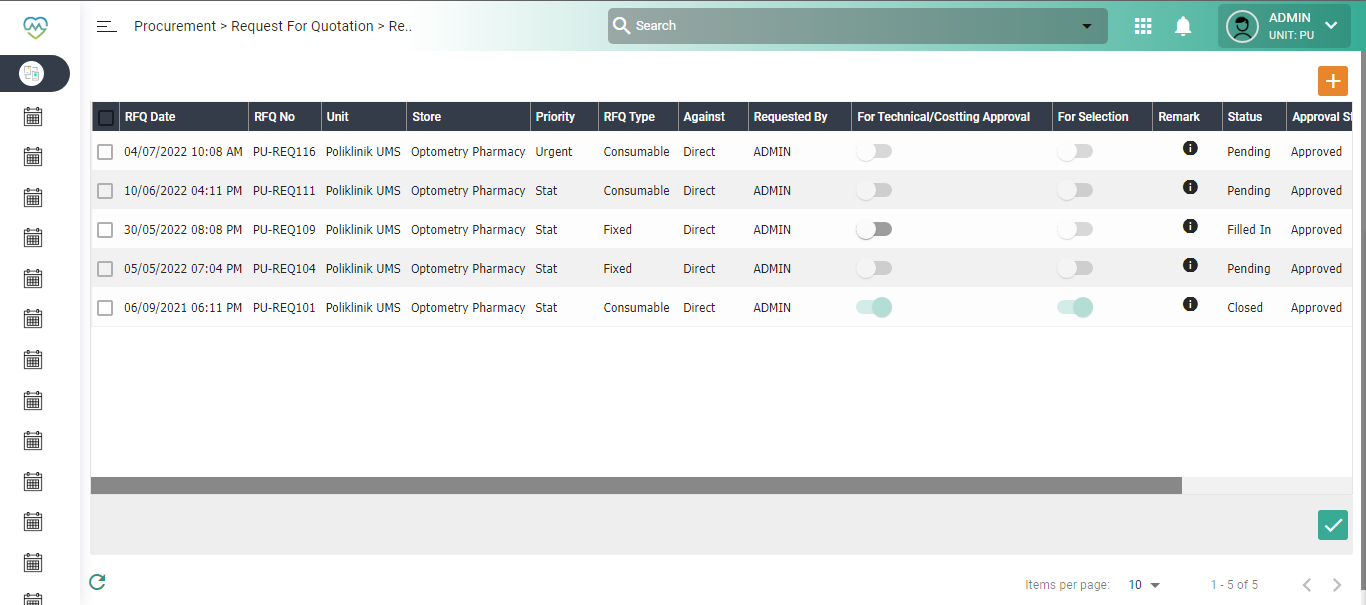 Procurement > Request For Quotation > Re..
Search
ADMIN
UNIT: PU
RFQ Date RFQ No Unit Store Priority RFQ Type Against Requested By For Technical/Costting Approval For Selection Remark Status Approval St
04/07/2022 10:08 AM PU-REQ116 Poliklinik UMS Optometry Pharmacy Urgent Consumable Direct ADMIN Pending Approved
10/06/2022 04:11 PM PU-REQ111 Poliklinik UMS Optometry Pharmacy Stat Consumable Direct ADMIN Pending Approved
30/05/2022 08:08 PM PU-REQ109 Poliklinik UMS Optometry Pharmacy Stat Fixed Direct ADMIN Filled In Approved
05/05/2022 07:04 PM PU-REQ104 Poliklinik UMS Optometry Pharmacy Stat Fixed Direct ADMIN Pending Approved
06/09/2021 06:11 PM PU-REQ101 Poliklinik UMS Optometry Pharmacy Stat Consumable Direct ADMIN Closed Approved
Items per page: 10 1 - 5 of 5